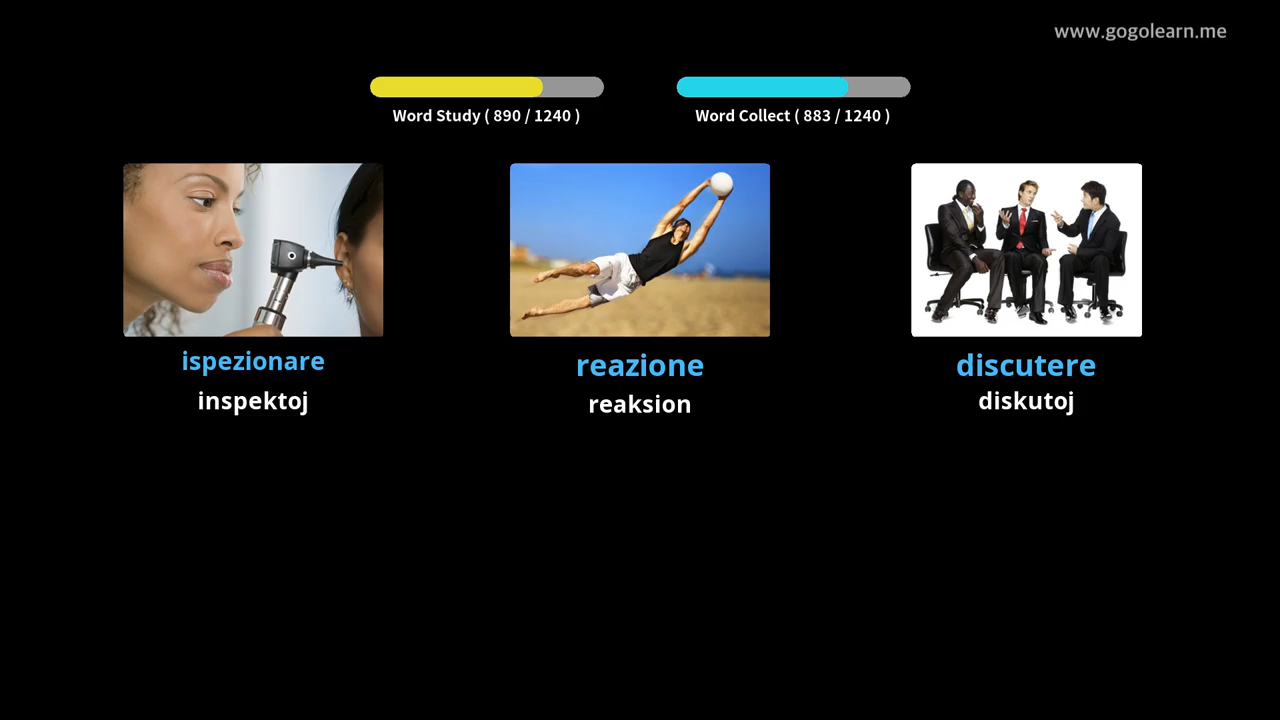 www.gogolearn.me
Word Study ( 890 / 1240 )
Word Collect ( 883 / 1240 )
ispezionare
inspektoj
reazione
reaksion
discutere
diskutoj